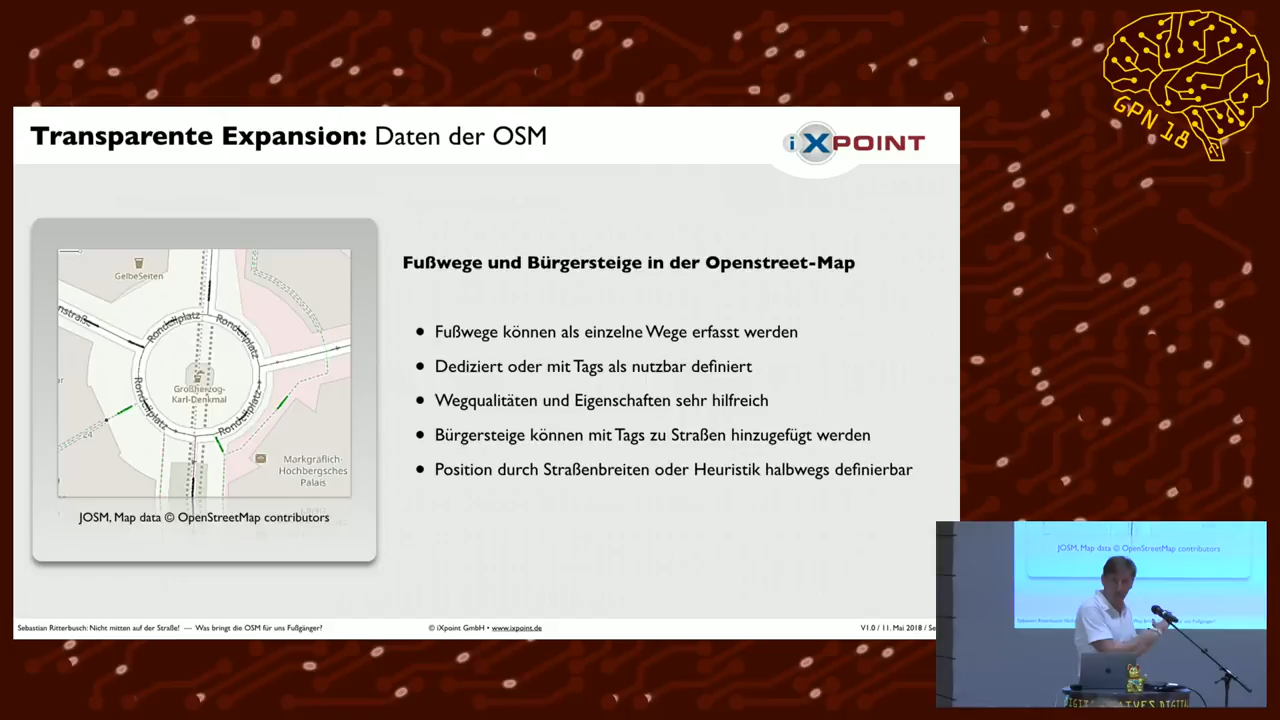 GPN 18
Transparente Expansion: Daten der OSM
iXPOINT
GelbeSeiten
nstraße
Rondellplatz
Rondellplatz
Großherzog-
Karl-Denkmal
Rondellplatz
Rondellplatz
24
Markgräflich-
Hochbergsches
Palais
JOSM, Map data © OpenStreetMap contributors
Fußwege und Bürgersteige in der Openstreet-Map
● Fußwege können als einzelne Wege erfasst werden
● Dediziert oder mit Tags als nutzbar definiert
● Wegqualitäten und Eigenschaften sehr hilfreich
● Bürgersteige können mit Tags zu Straßen hinzugefügt werden
● Position durch Straßenbreiten oder Heuristik halbwegs definierbar
Sebastian Ritterbusch: Nicht mitten auf der Straße! — Was bringt die OSM für uns Fußgänger?
© iXpoint GmbH • www.ixpoint.de
V1.0 / 11. Mai 2018 / Se
JOSM, Map data © OpenStreetMap contributors